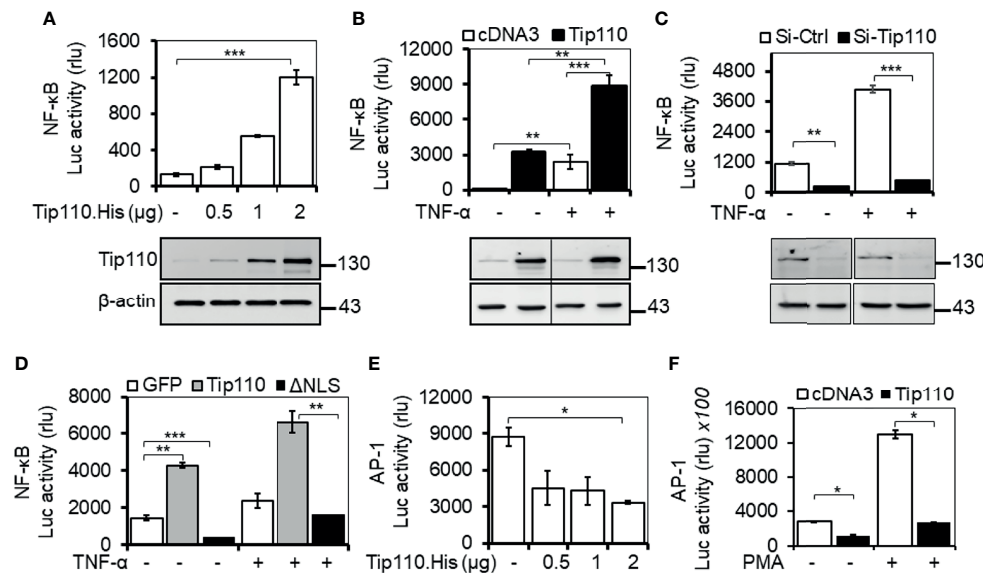 A
NF-κB
Luc activity (rlu)
1600
1200
800
400
0
***
Tip110.His (µg) - 0.5 1 2
Tip110
β-actin
130
43
B
cDNA3 Tip110
NF-κB
Luc activity (rlu)
12000
9000
6000
3000
0
**
***
**
TNF-α - - + +
130
43
C
Si-Ctrl Si-Tip110
NF-κB
Luc activity (rlu)
4800
3600
2400
1200
0
***
**
TNF-α - - + +
130
43
D
GFP Tip110 ΔNLS
NF-κB
Luc activity (rlu)
8000
6000
4000
2000
0
***
**
**
TNF-α - - - + + +
E
AP-1
Luc activity (rlu)
12000
9000
6000
3000
0
*
Tip110.His (µg) - 0.5 1 2
F
cDNA3 Tip110
AP-1
Luc activity (rlu) x100
16000
12000
8000
4000
0
*
*
PMA - - + +